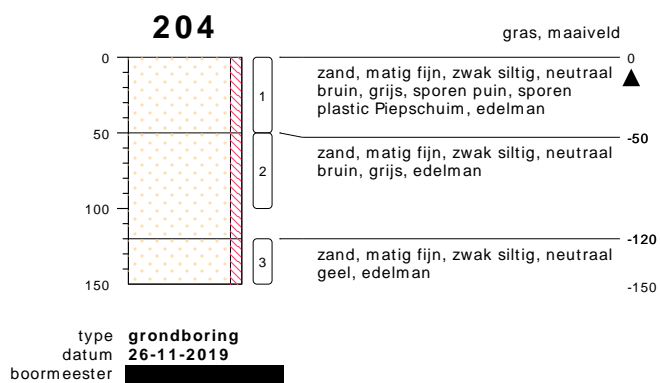 204
gras, maaiveld
0
0
zand, matig fijn, zwak siltig, neutraal
bruin, grijs, sporen puin, sporen
plastic Piepschuim, edelman
1
50
-50
zand, matig fijn, zwak siltig, neutraal
bruin, grijs, edelman
2
100
-120
zand, matig fijn, zwak siltig, neutraal
geel, edelman
3
150
-150
type grondboring
datum 26-11-2019
boormeester